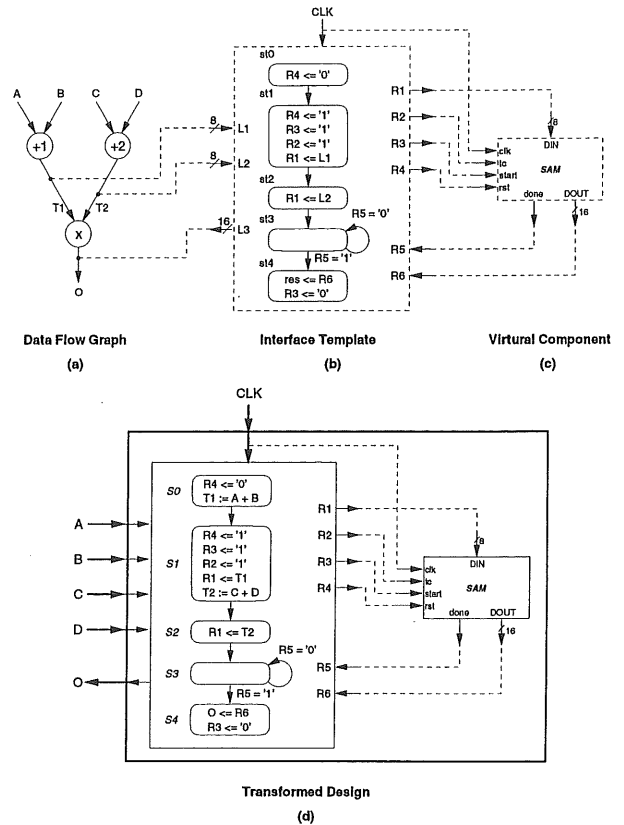 CLK
st0
R4 <= '0'
st1
R4 <= '1'
R3 <= '1'
R2 <= '1'
R1 <= L1
st2
R1 <= L2
st3
R5 = '0'
R5 = '1'
st4
res <= R6
R3 <= '0'
A B C D
+1 +2
T1 T2
X
O
8 L1
8 L2
16 L3
R1
R2
R3
R4
R5
R6
8
DIN
clk
lc
start
rst
SAM
done DOUT
16
Data Flow Graph
(a)
Interface Template
(b)
Virtural Component
(c)
CLK
A
B
C
D
O
S0
R4 <= '0'
T1 := A + B
S1
R4 <= '1'
R3 <= '1'
R2 <= '1'
R1 <= T1
T2 := C + D
S2
R1 <= T2
S3
R5 = '0'
R5 = '1'
S4
O <= R6
R3 <= '0'
R1
R2
R3
R4
R5
R6
8
DIN
clk
lc
start
rst
SAM
done DOUT
16
Transformed Design
(d)